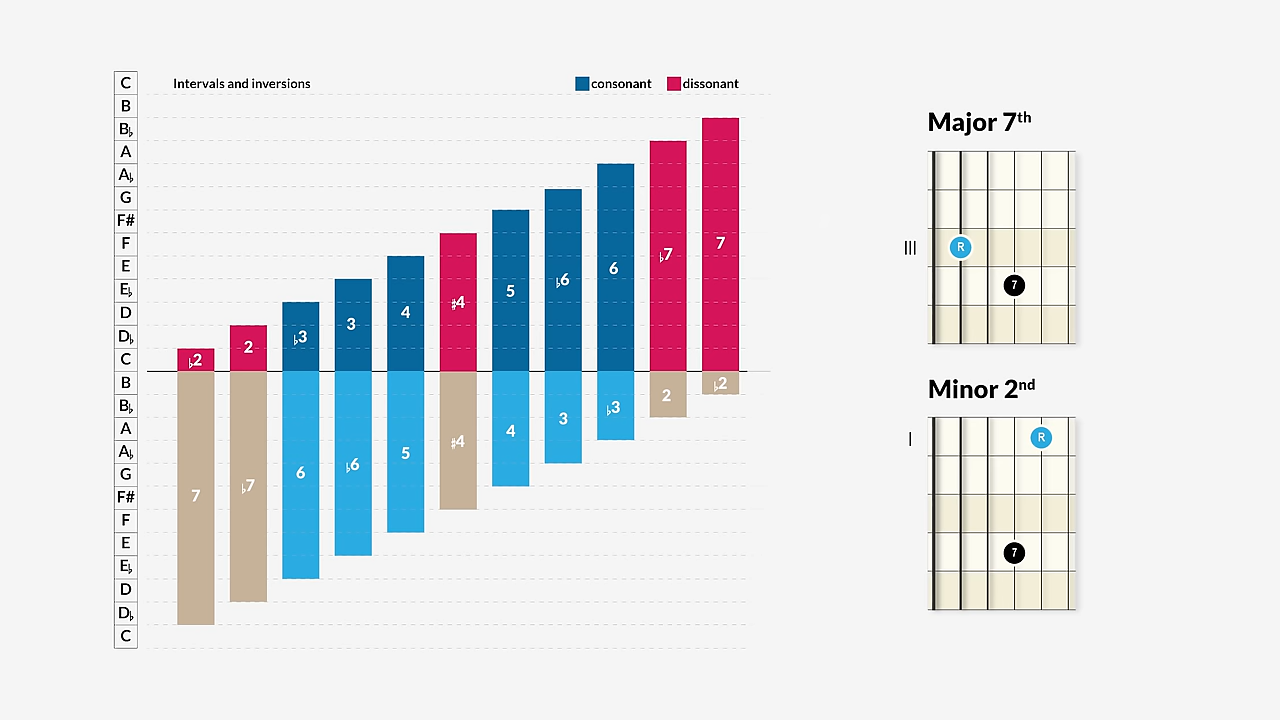 Intervals and inversions
consonant dissonant
C
B
B♭
A
A♭
G
F#
F
E
E♭
D
D♭
C
B
B♭
A
A♭
G
F#
F
E
E♭
D
D♭
C
♭2 2 ♭3 3 4 ♯4 5 ♭6 6 ♭7 7
7 ♭7 6 ♭6 5 ♯4 4 3 ♭3 2 ♭2
Major 7th
III R
7
Minor 2nd
I R
7